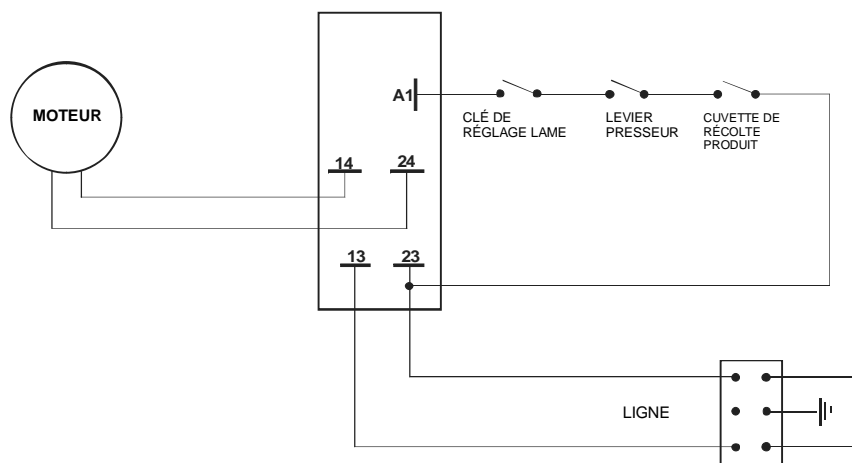 MOTEUR
A1
CLÉ DE
RÉGLAGE LAME
LEVIER
PRESSEUR
CUVETTE DE
RÉCOLTE
PRODUIT
14
24
13
23
LIGNE